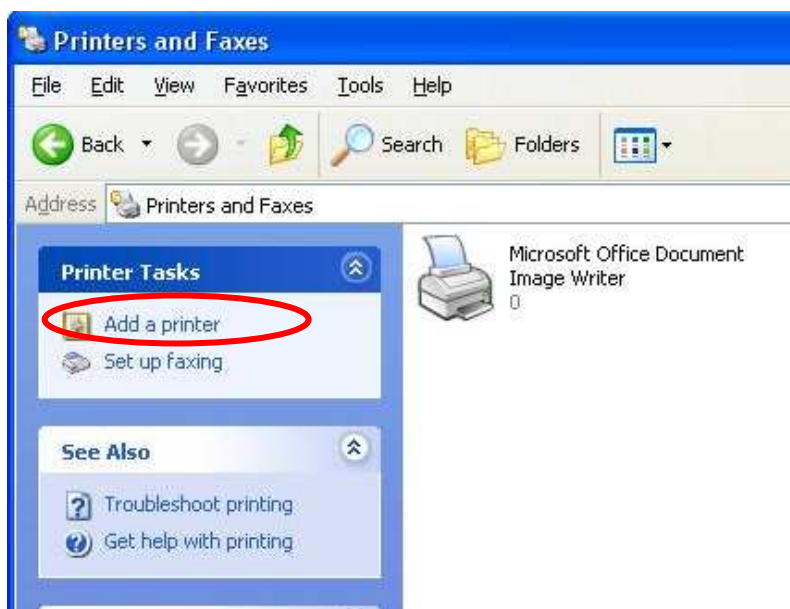 Printers and Faxes
File Edit View Favorites Tools Help
Back Search Folders
Address Printers and Faxes
Printer Tasks
Add a printer
Set up faxing
See Also
Troubleshoot printing
Get help with printing
Microsoft Office Document
Image Writer
0